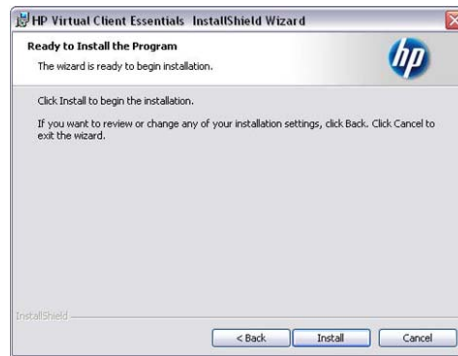 HP Virtual Client Essentials InstallShield Wizard
Ready to Install the Program
The wizard is ready to begin installation.
hp
Click Install to begin the installation.
If you want to review or change any of your installation settings, click Back. Click Cancel to
exit the wizard.
InstallShield
< Back Install Cancel